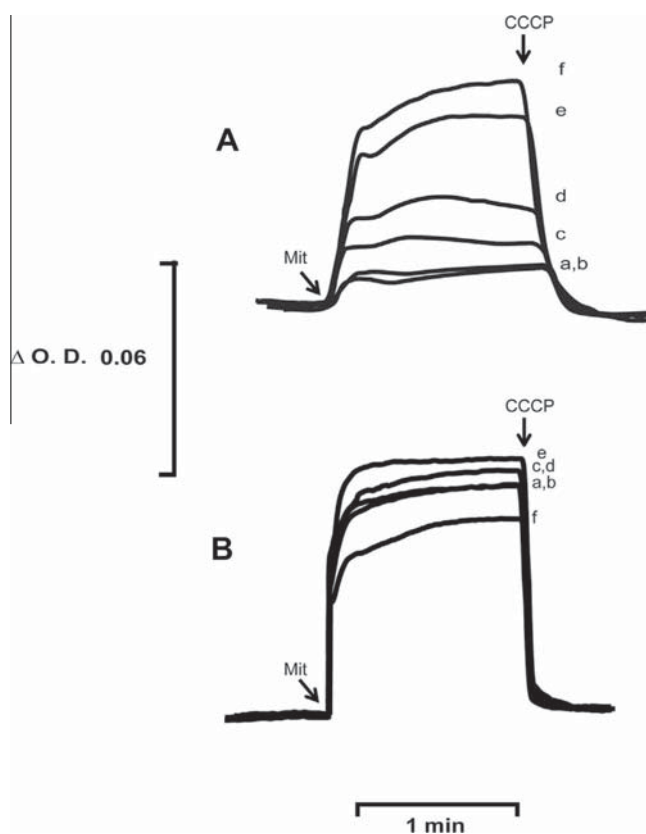 CCCP
f
e
A
d
c
Mit
a,b
Δ O. D. 0.06
CCCP
e
c,d
a,b
f
B
Mit
1 min